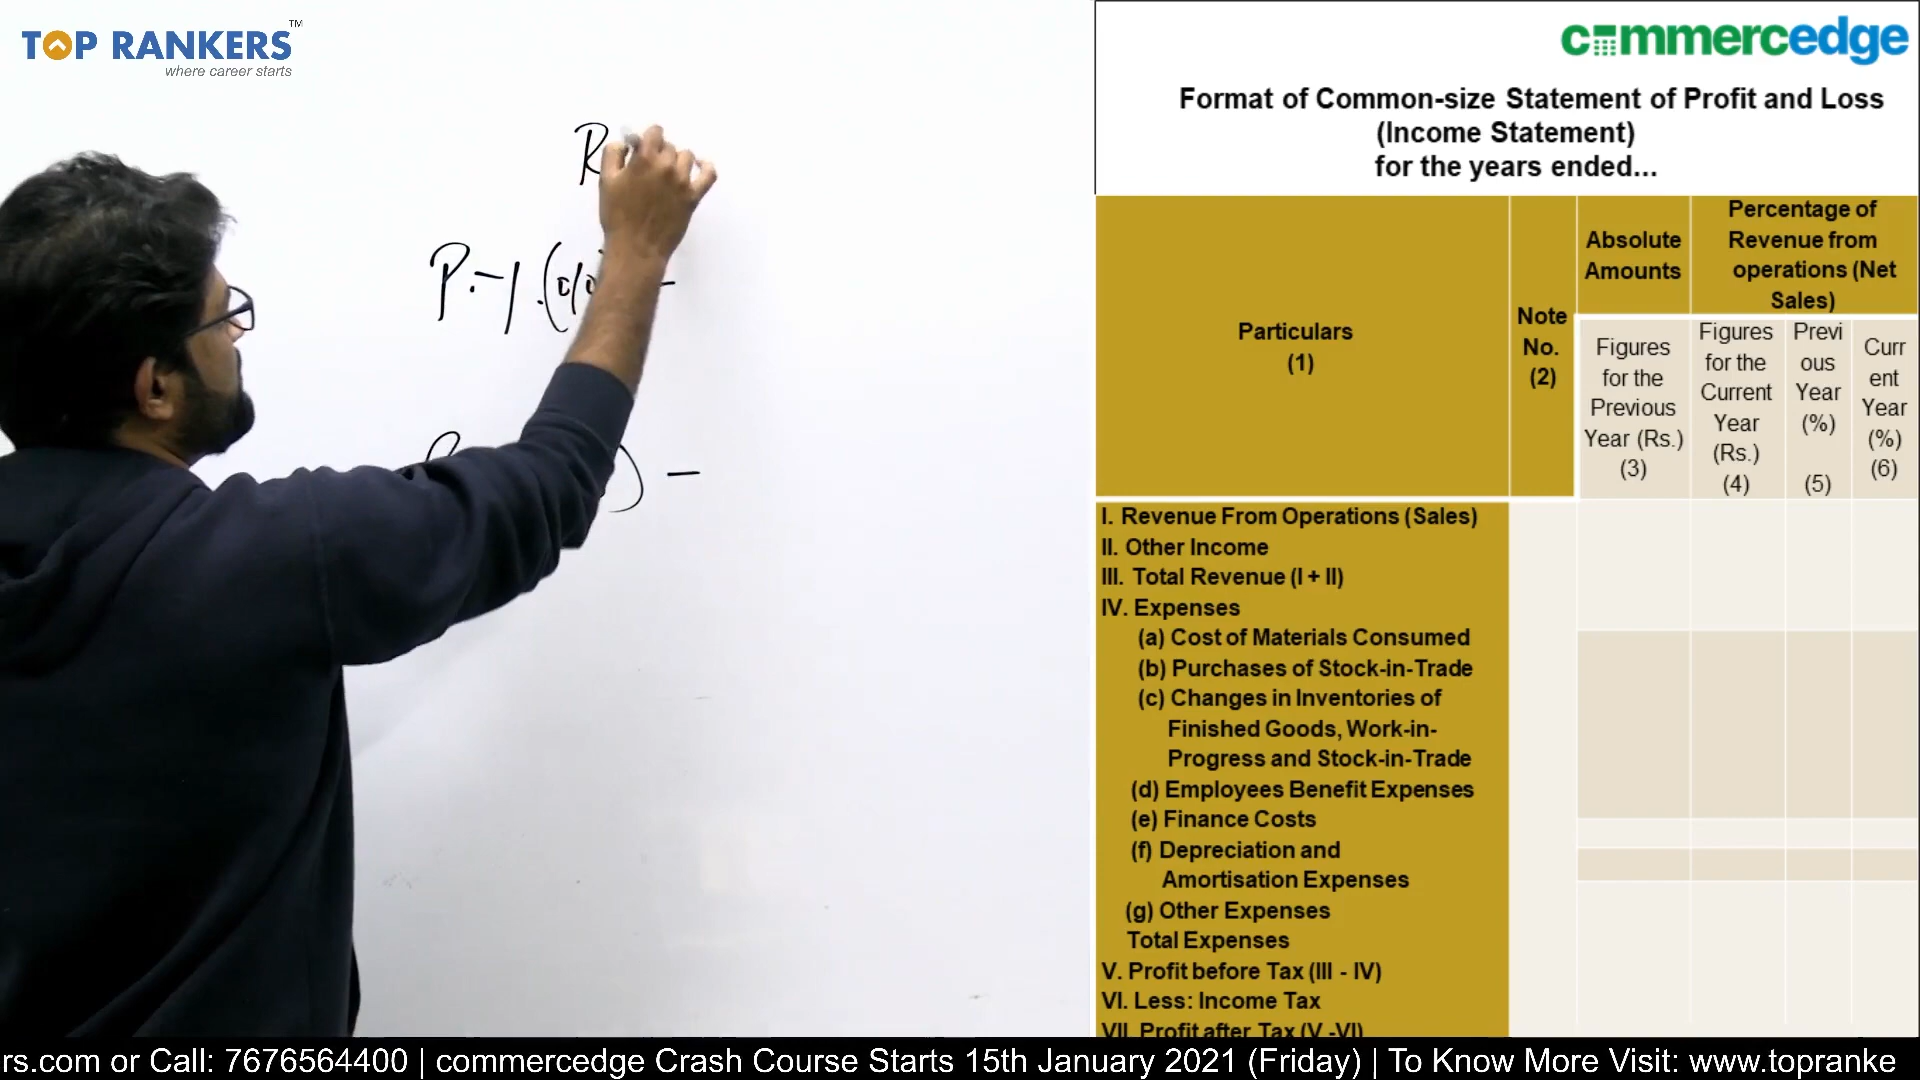 TOP RANKERS™
where career starts
R
P.
commercedge
Format of Common-size Statement of Profit and Loss
(Income Statement)
for the years ended...
Particulars
(1)
Note
No.
(2)
Absolute
Amounts
Percentage of
Revenue from
operations (Net
Sales)
Figures
for the
Previous
Year (Rs.)
(3)
Figures
for the
Current
Year
(Rs.)
(4)
Previ
ous
Year
(%)
(5)
Curr
ent
Year
(%)
(6)
I. Revenue From Operations (Sales)
II. Other Income
III. Total Revenue (I + II)
IV. Expenses
(a) Cost of Materials Consumed
(b) Purchases of Stock-in-Trade
(c) Changes in Inventories of
Finished Goods, Work-in-
Progress and Stock-in-Trade
(d) Employees Benefit Expenses
(e) Finance Costs
(f) Depreciation and
Amortisation Expenses
(g) Other Expenses
Total Expenses
V. Profit before Tax (III - IV)
VI. Less: Income Tax
VII. Profit after Tax (V -VI)
rs.com or Call: 7676564400 | commercedge Crash Course Starts 15th January 2021 (Friday) | To Know More Visit: www.topranke